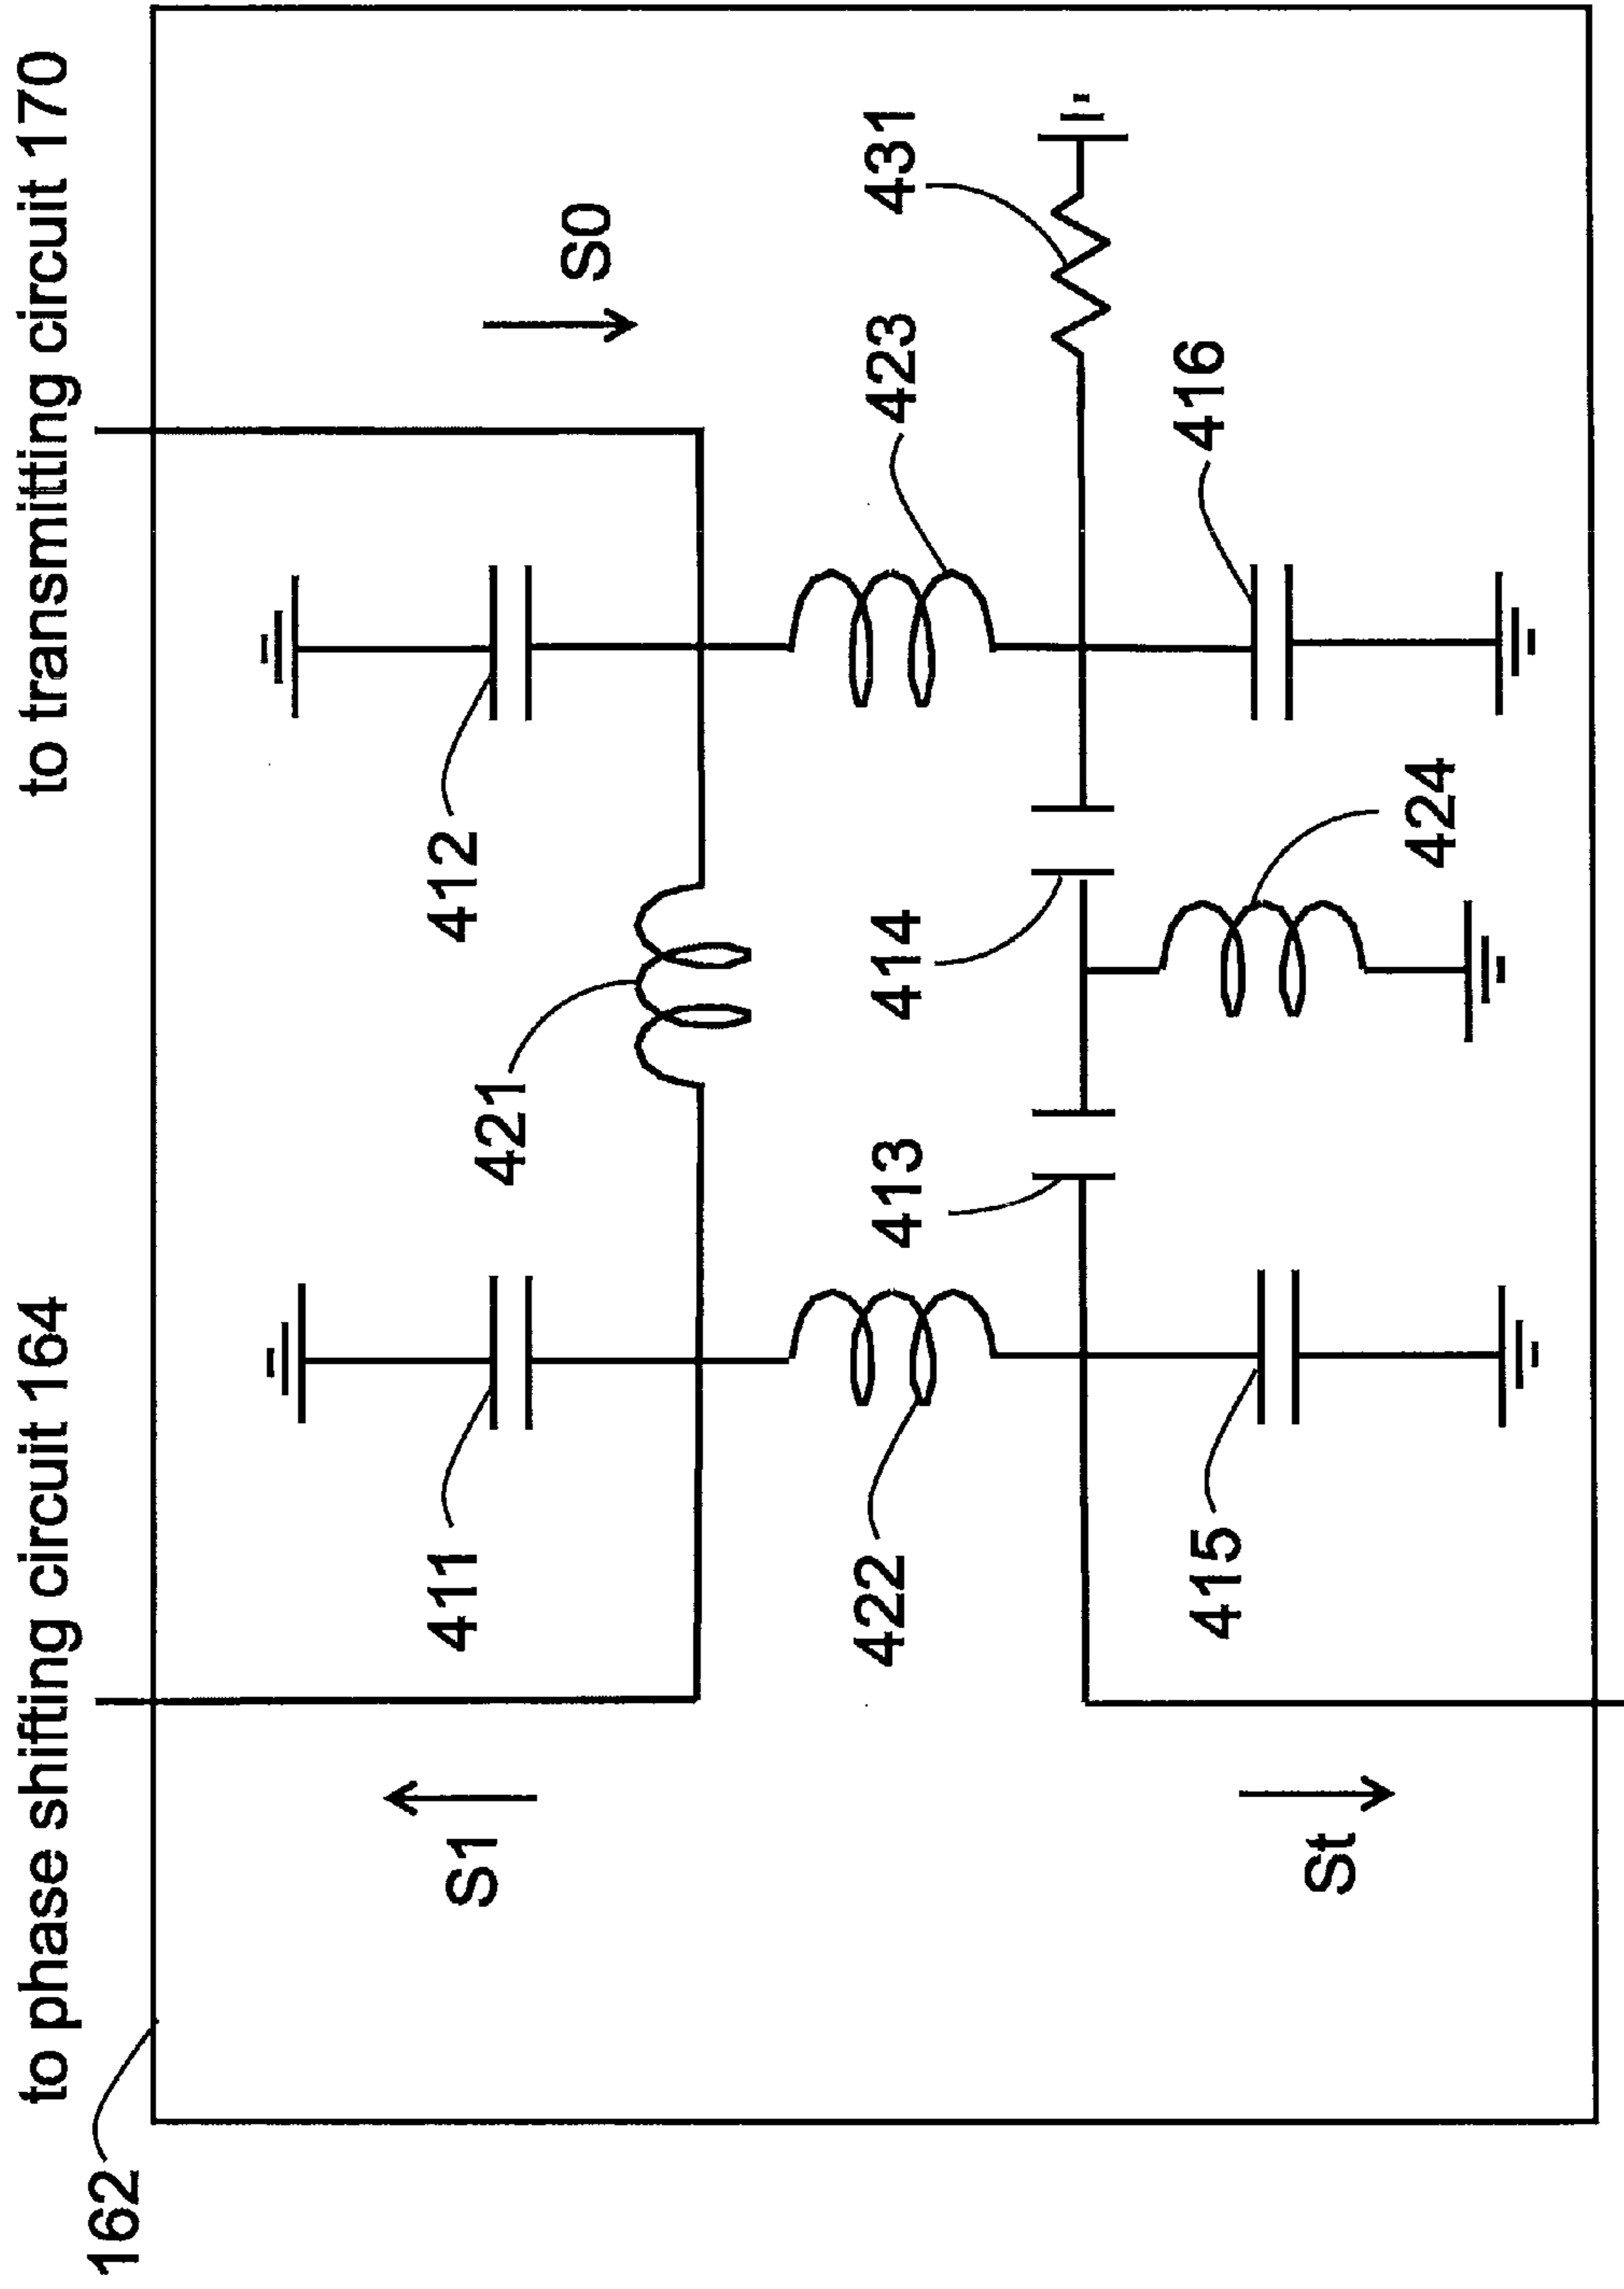 162
to phase shifting circuit 164
to transmitting circuit 170
S1
S0
411
412
421
422
423
413
414
431
415
424
416
St